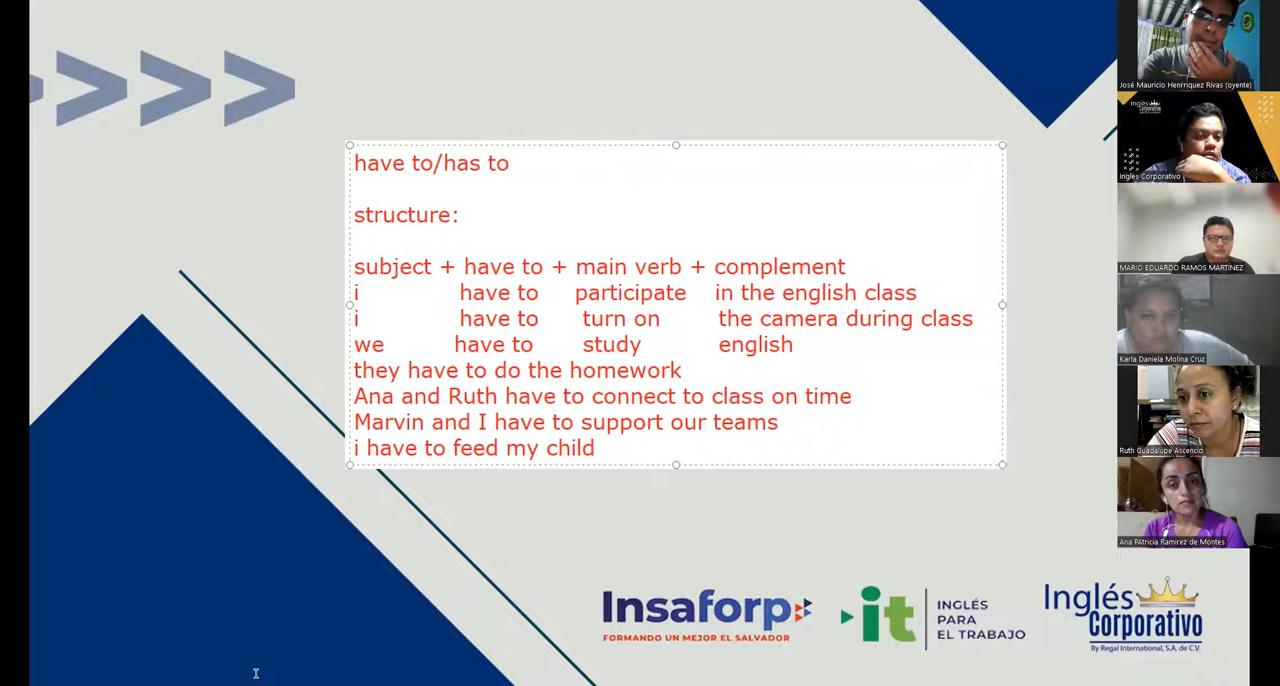 have to/has to
structure:
subject + have to + main verb + complement
i have to participate in the english class
i have to turn on the camera during class
we have to study english
they have to do the homework
Ana and Ruth have to connect to class on time
Marvin and I have to support our teams
i have to feed my child
Insaforp
FORMANDO UN MEJOR EL SALVADOR
it
INGLÉS
PARA
EL TRABAJO
Inglés
Corporativo
By Regal International, S.A. de C.V.
José Mauricio Henrriquez Rivas (oyente)
Inglés
Corporativo
Inglés Corporativo
MARIO EDUARDO RAMOS MARTINEZ
Karla Daniela Molina Cruz
Ruth Guadalupe Ascencio
Ana PAtricia Ramirez de Montes